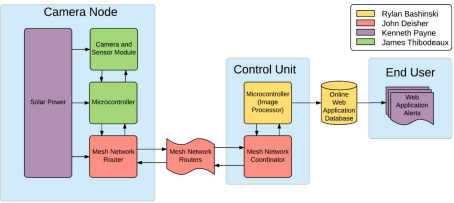 Camera Node
Rylan Bashinski
John Deisher
Kenneth Payne
James Thibodeaux
Solar Power
Camera and
Sensor Module
Microcontroller
Mesh Network
Router
Mesh Network
Routers
Control Unit
Microcontroller
(Image
Processor)
Mesh Network
Coordinator
Online
Web
Application
Database
End User
Web
Application
Alerts